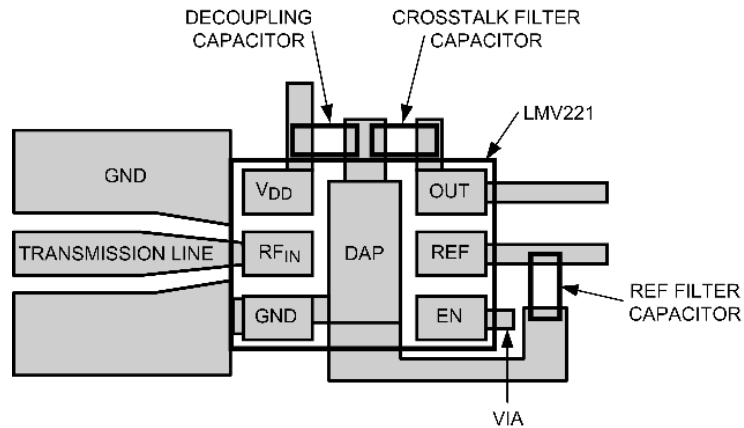 DECOUPLING
CAPACITOR
CROSSTALK FILTER
CAPACITOR
LMV221
GND
VDD
OUT
TRANSMISSION LINE
RFIN
DAP
REF
GND
EN
REF FILTER
CAPACITOR
VIA